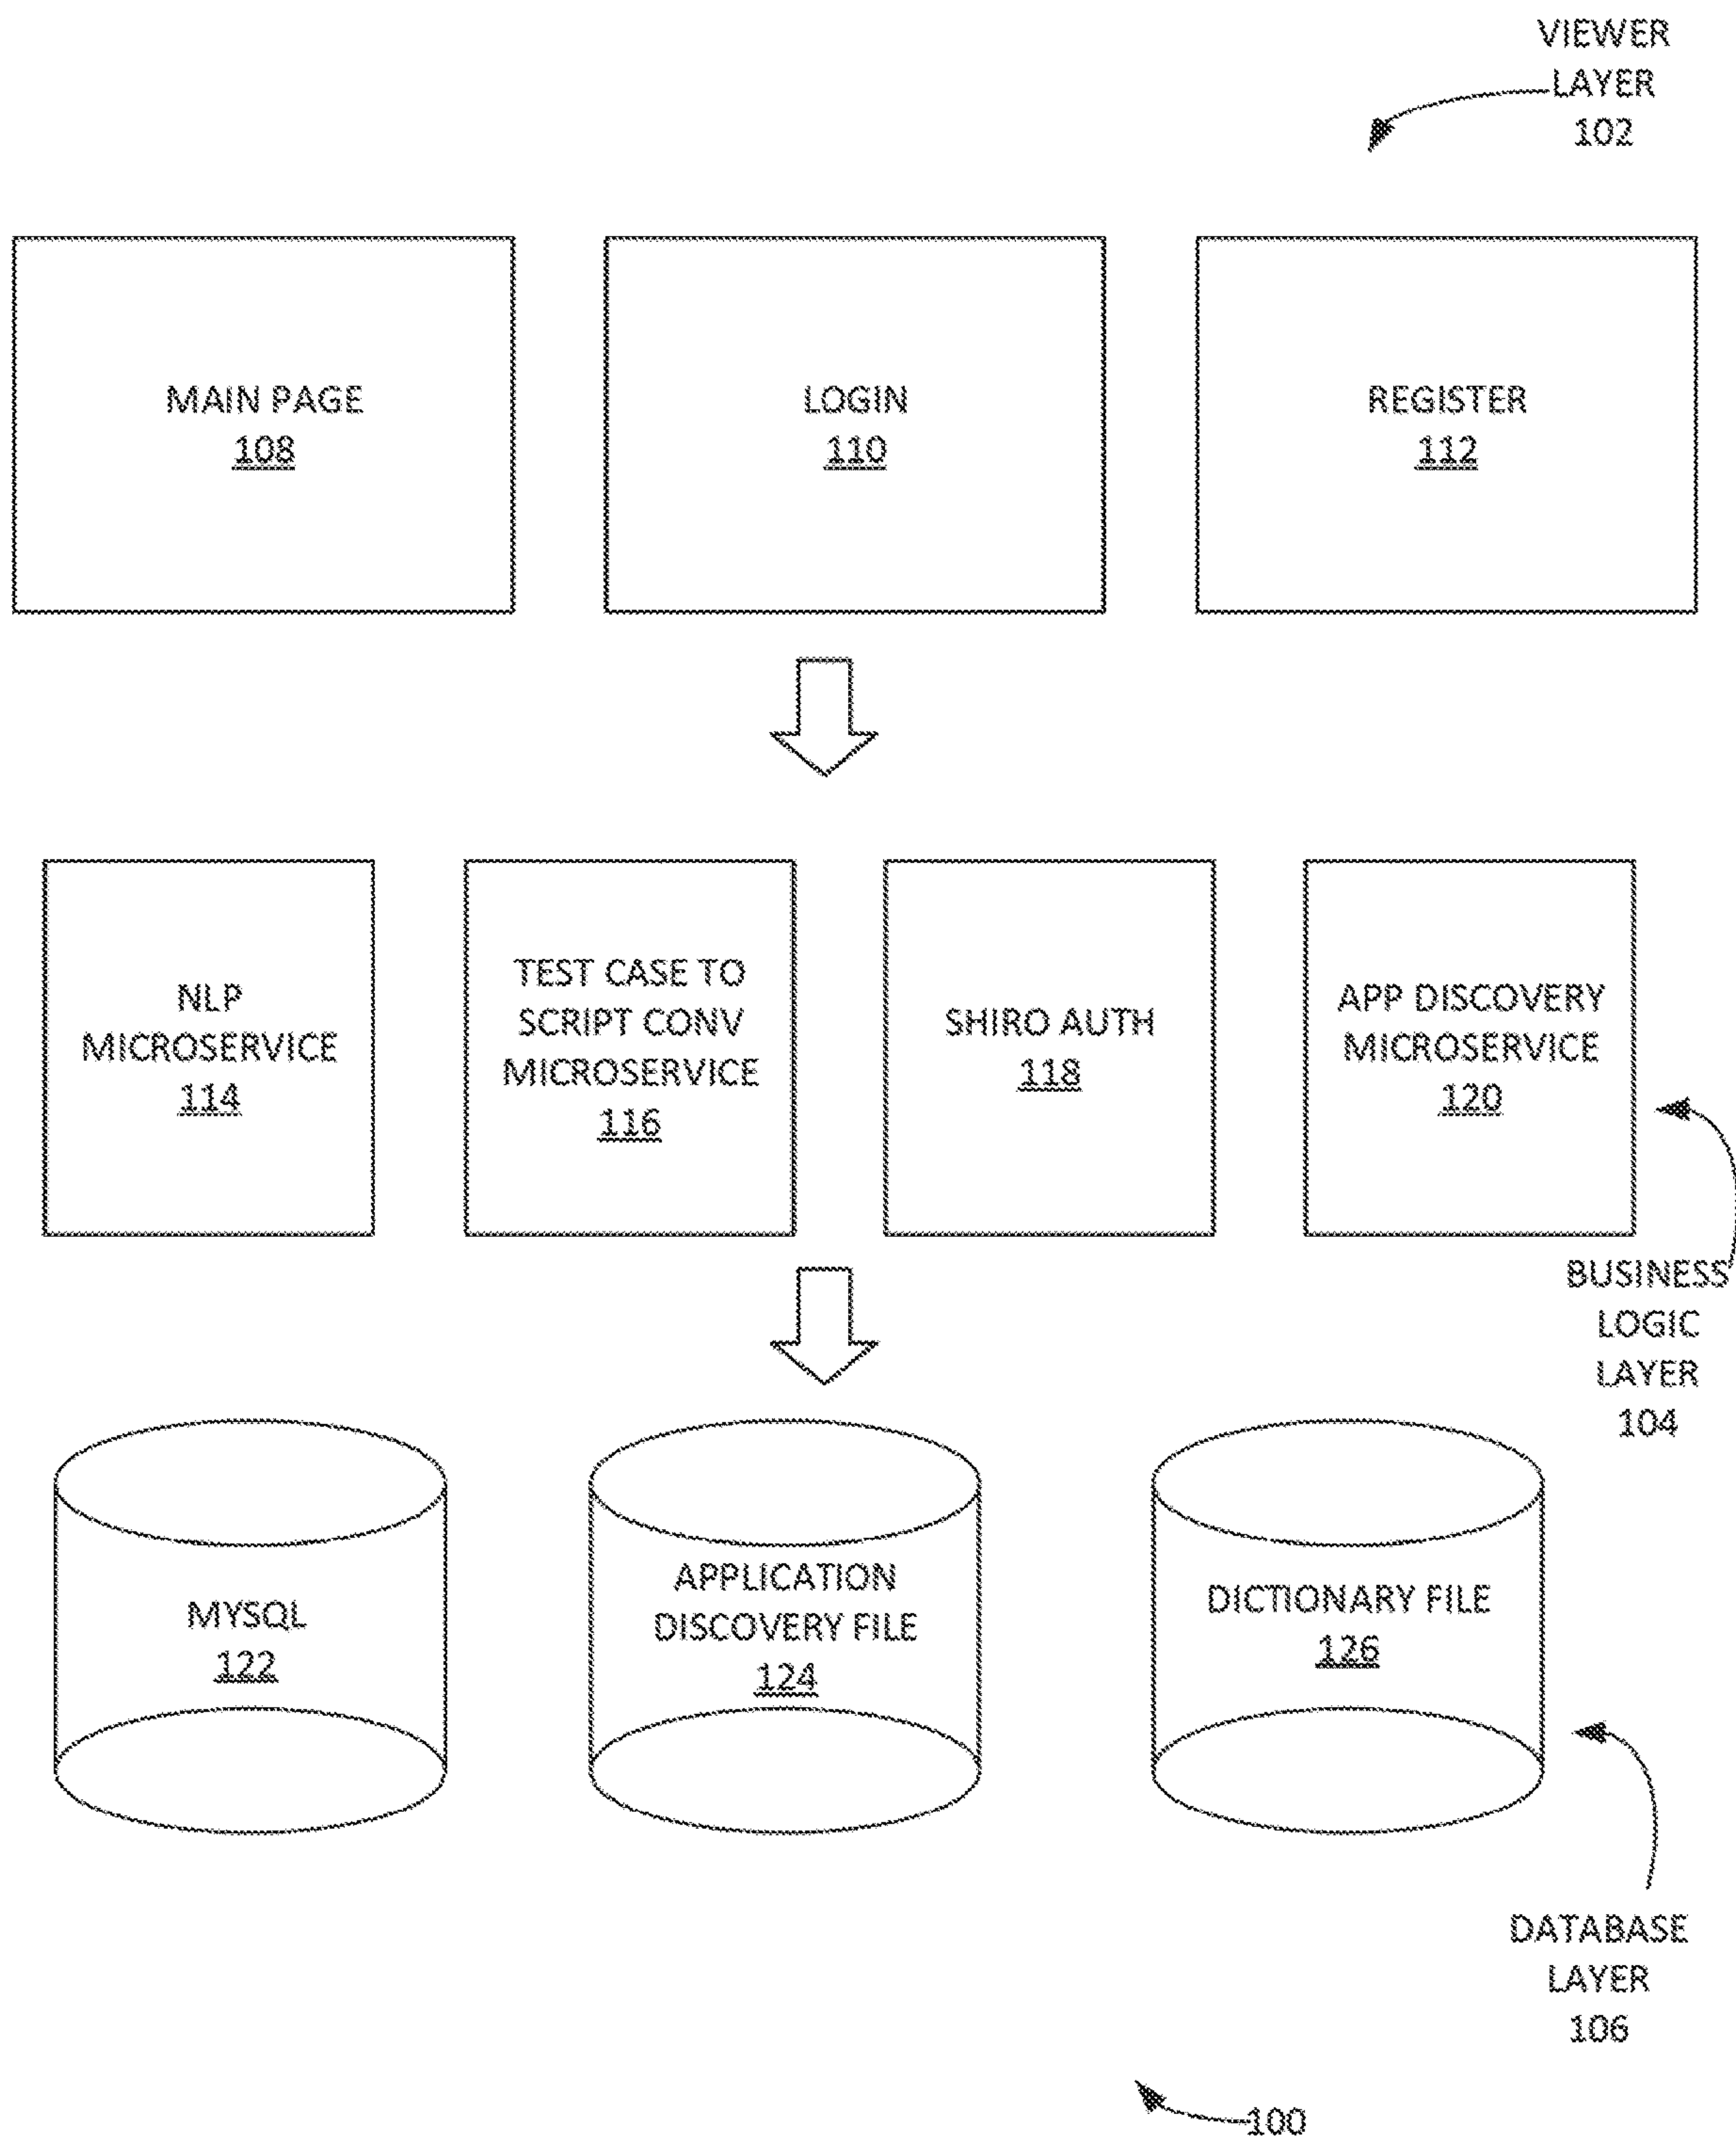 VIEWER
LAYER
102
MAIN PAGE
108
LOGIN
110
REGISTER
112
NLP
MICROSERVICE
114
TEST CASE TO
SCRIPT CONV
MICROSERVICE
116
SHIRO AUTH
118
APP DISCOVERY
MICROSERVICE
120
BUSINESS
LOGIC
LAYER
104
MYSQL
122
APPLICATION
DISCOVERY FILE
124
DICTIONARY FILE
126
DATABASE
LAYER
106
100